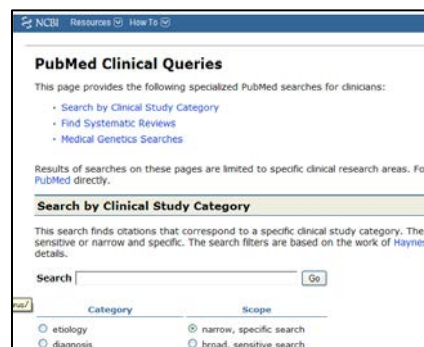 NCBI Resources How To
PubMed Clinical Queries
This page provides the following specialized PubMed searches for clinicians:
Search by Clinical Study Category
Find Systematic Reviews
Medical Genetics Searches
Results of searches on these pages are limited to specific clinical research areas. Fo
PubMed directly.
Search by Clinical Study Category
This search finds citations that correspond to a specific clinical study category. The
sensitive or narrow and specific. The search filters are based on the work of Haynes
details.
Search Go
Category Scope
etiology narrow, specific search
diagnosis broad, sensitive search